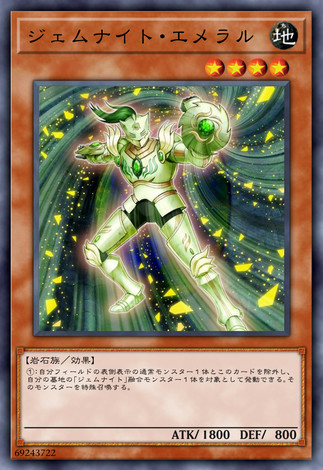 ジェムナイト・エメラル
地
【岩石族／効果】
①：自分フィールドの表側表示の通常モンスター１体とこのカードを除外し、
自分の墓地の「ジェムナイト」融合モンスター１体を対象として発動できる。そ
のモンスターを特殊召喚する。
ATK/ 1800 DEF/ 800
69243722